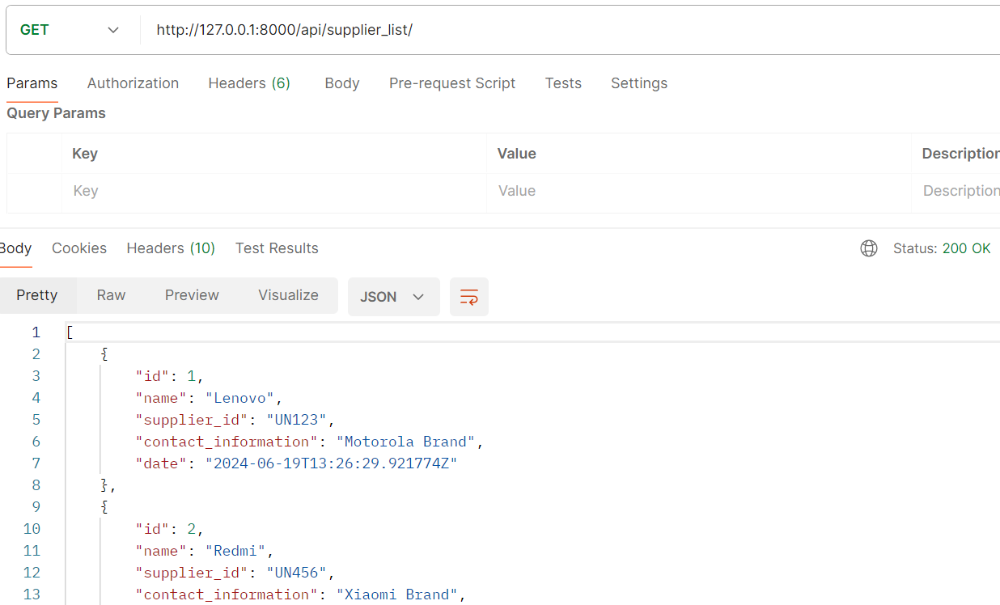 GET http://127.0.0.1:8000/api/supplier_list/
Params Authorization Headers (6) Body Pre-request Script Tests Settings
Query Params
Key Value Description
Key Value Description
Body Cookies Headers (10) Test Results Status: 200 OK
Pretty Raw Preview Visualize JSON
1 [
2 {
3 "id": 1,
4 "name": "Lenovo",
5 "supplier_id": "UN123",
6 "contact_information": "Motorola Brand",
7 "date": "2024-06-19T13:26:29.921774Z"
8 },
9 {
10 "id": 2,
11 "name": "Redmi",
12 "supplier_id": "UN456",
13 "contact_information": "Xiaomi Brand",